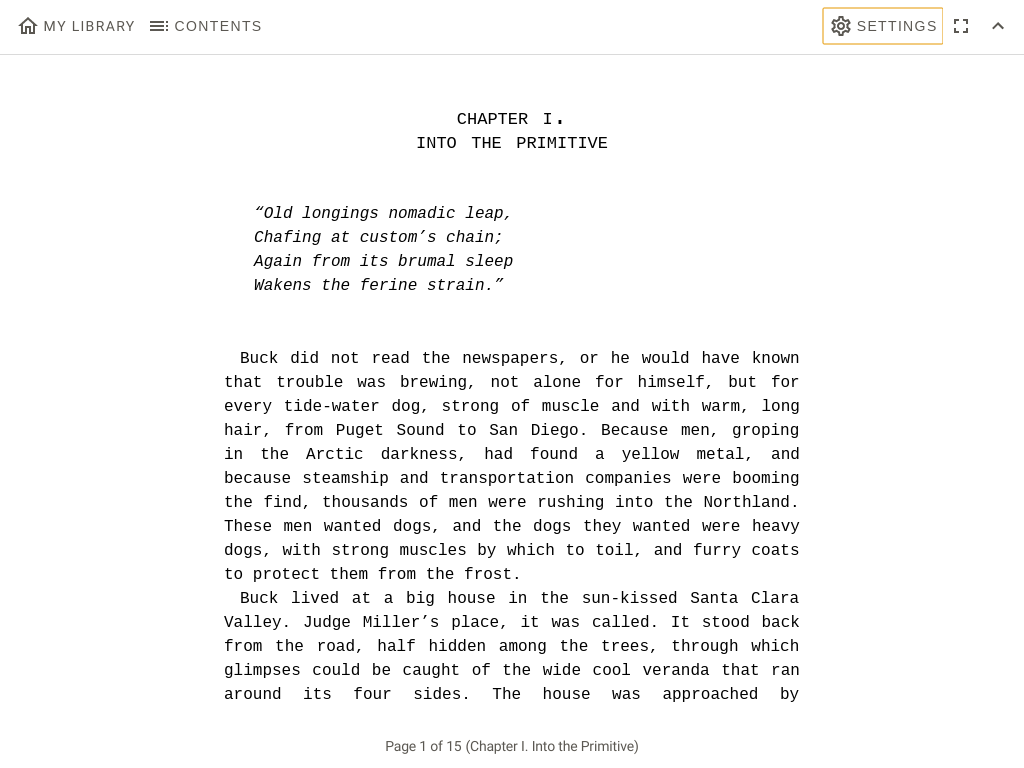 MY LIBRARY CONTENTS SETTINGS
CHAPTER I.
INTO THE PRIMITIVE
“Old longings nomadic leap,
Chafing at custom’s chain;
Again from its brumal sleep
Wakens the ferine strain.”
Buck did not read the newspapers, or he would have known
that trouble was brewing, not alone for himself, but for
every tide-water dog, strong of muscle and with warm, long
hair, from Puget Sound to San Diego. Because men, groping
in the Arctic darkness, had found a yellow metal, and
because steamship and transportation companies were booming
the find, thousands of men were rushing into the Northland.
These men wanted dogs, and the dogs they wanted were heavy
dogs, with strong muscles by which to toil, and furry coats
to protect them from the frost.
Buck lived at a big house in the sun-kissed Santa Clara
Valley. Judge Miller’s place, it was called. It stood back
from the road, half hidden among the trees, through which
glimpses could be caught of the wide cool veranda that ran
around its four sides. The house was approached by
Page 1 of 15 (Chapter I. Into the Primitive)